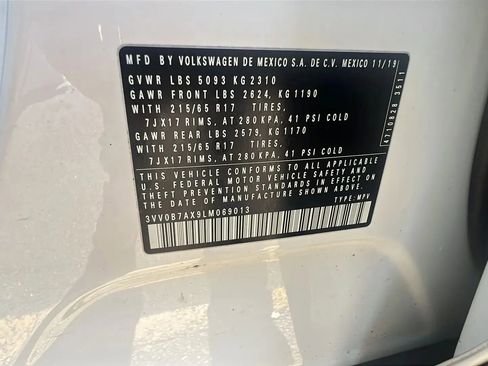 MFD BY VOLKSWAGEN DE MEXICO S.A. DE C.V. MEXICO 11/19
GVWR LBS 5093 KG 2310
GAWR FRONT LBS 2624, KG 1190
WITH 215/65 R17 TIRES,
7JX17 RIMS, AT 280 KPA, 41 PSI COLD
GAWR REAR LBS 2579, KG 1170
WITH 215/65 R17 TIRES,
7JX17 RIMS, AT 280 KPA, 41 PSI COLD
THIS VEHICLE CONFORMS TO ALL APPLICABLE
U.S. FEDERAL MOTOR VEHICLE SAFETY AND
THEFT PREVENTION STANDARDS IN EFFECT ON THE
DATE OF MANUFACTURE SHOWN ABOVE.
3VV0B7AX9LM069013 TYPE: MPV
4710828 3511